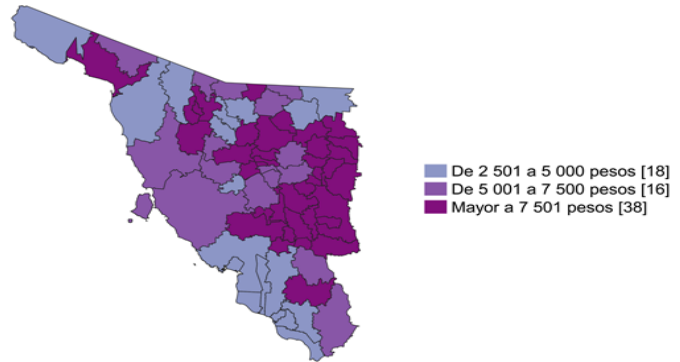 De 2 501 a 5 000 pesos [18]
De 5 001 a 7 500 pesos [16]
Mayor a 7 501 pesos [38]